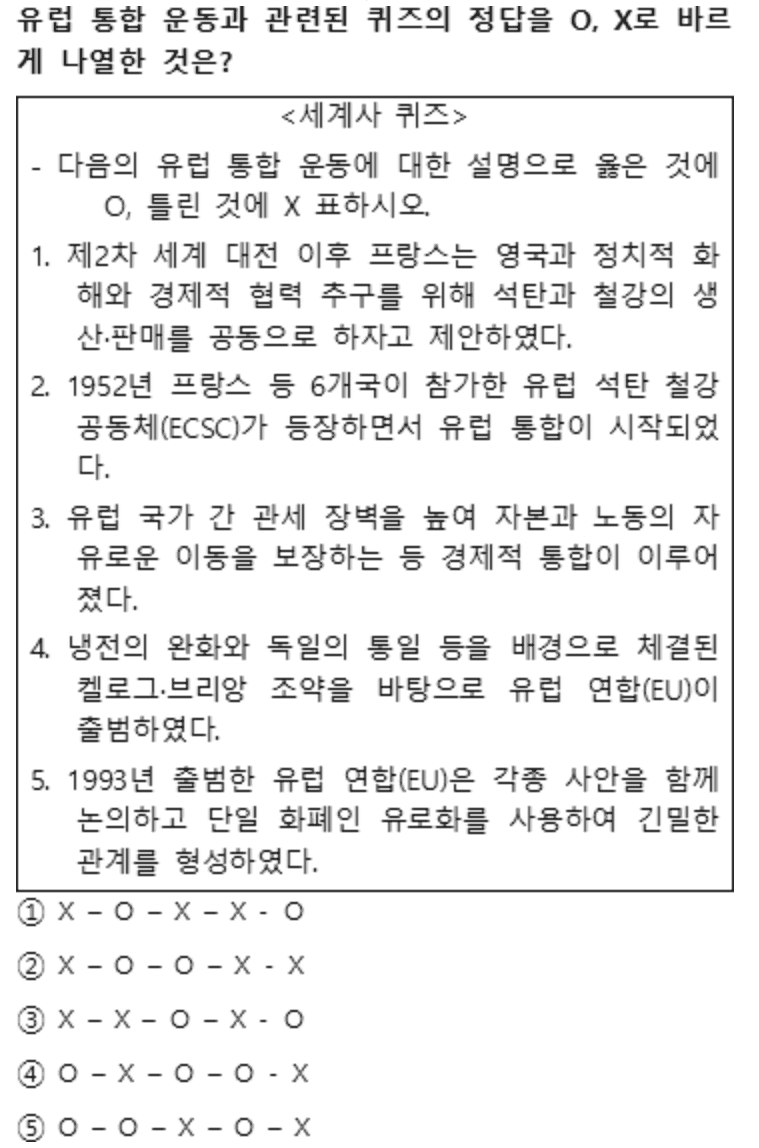 유럽 통합 운동과 관련된 퀴즈의 정답을 O, X로 바르
게 나열한 것은?
<세계사 퀴즈>
- 다음의 유럽 통합 운동에 대한 설명으로 옳은 것에
O, 틀린 것에 X 표하시오.
1. 제2차 세계 대전 이후 프랑스는 영국과 정치적 화
해와 경제적 협력 추구를 위해 석탄과 철강의 생
산·판매를 공동으로 하자고 제안하였다.
2. 1952년 프랑스 등 6개국이 참가한 유럽 석탄 철강
공동체(ECSC)가 등장하면서 유럽 통합이 시작되었
다.
3. 유럽 국가 간 관세 장벽을 높여 자본과 노동의 자
유로운 이동을 보장하는 등 경제적 통합이 이루어
졌다.
4. 냉전의 완화와 독일의 통일 등을 배경으로 체결된
켈로그·브리앙 조약을 바탕으로 유럽 연합(EU)이
출범하였다.
5. 1993년 출범한 유럽 연합(EU)은 각종 사안을 함께
논의하고 단일 화폐인 유로화를 사용하여 긴밀한
관계를 형성하였다.
① X – O – X – X - O
② X – O – O – X - X
③ X – X – O – X - O
④ O – X – O – O - X
⑤ O – O – X – O – X